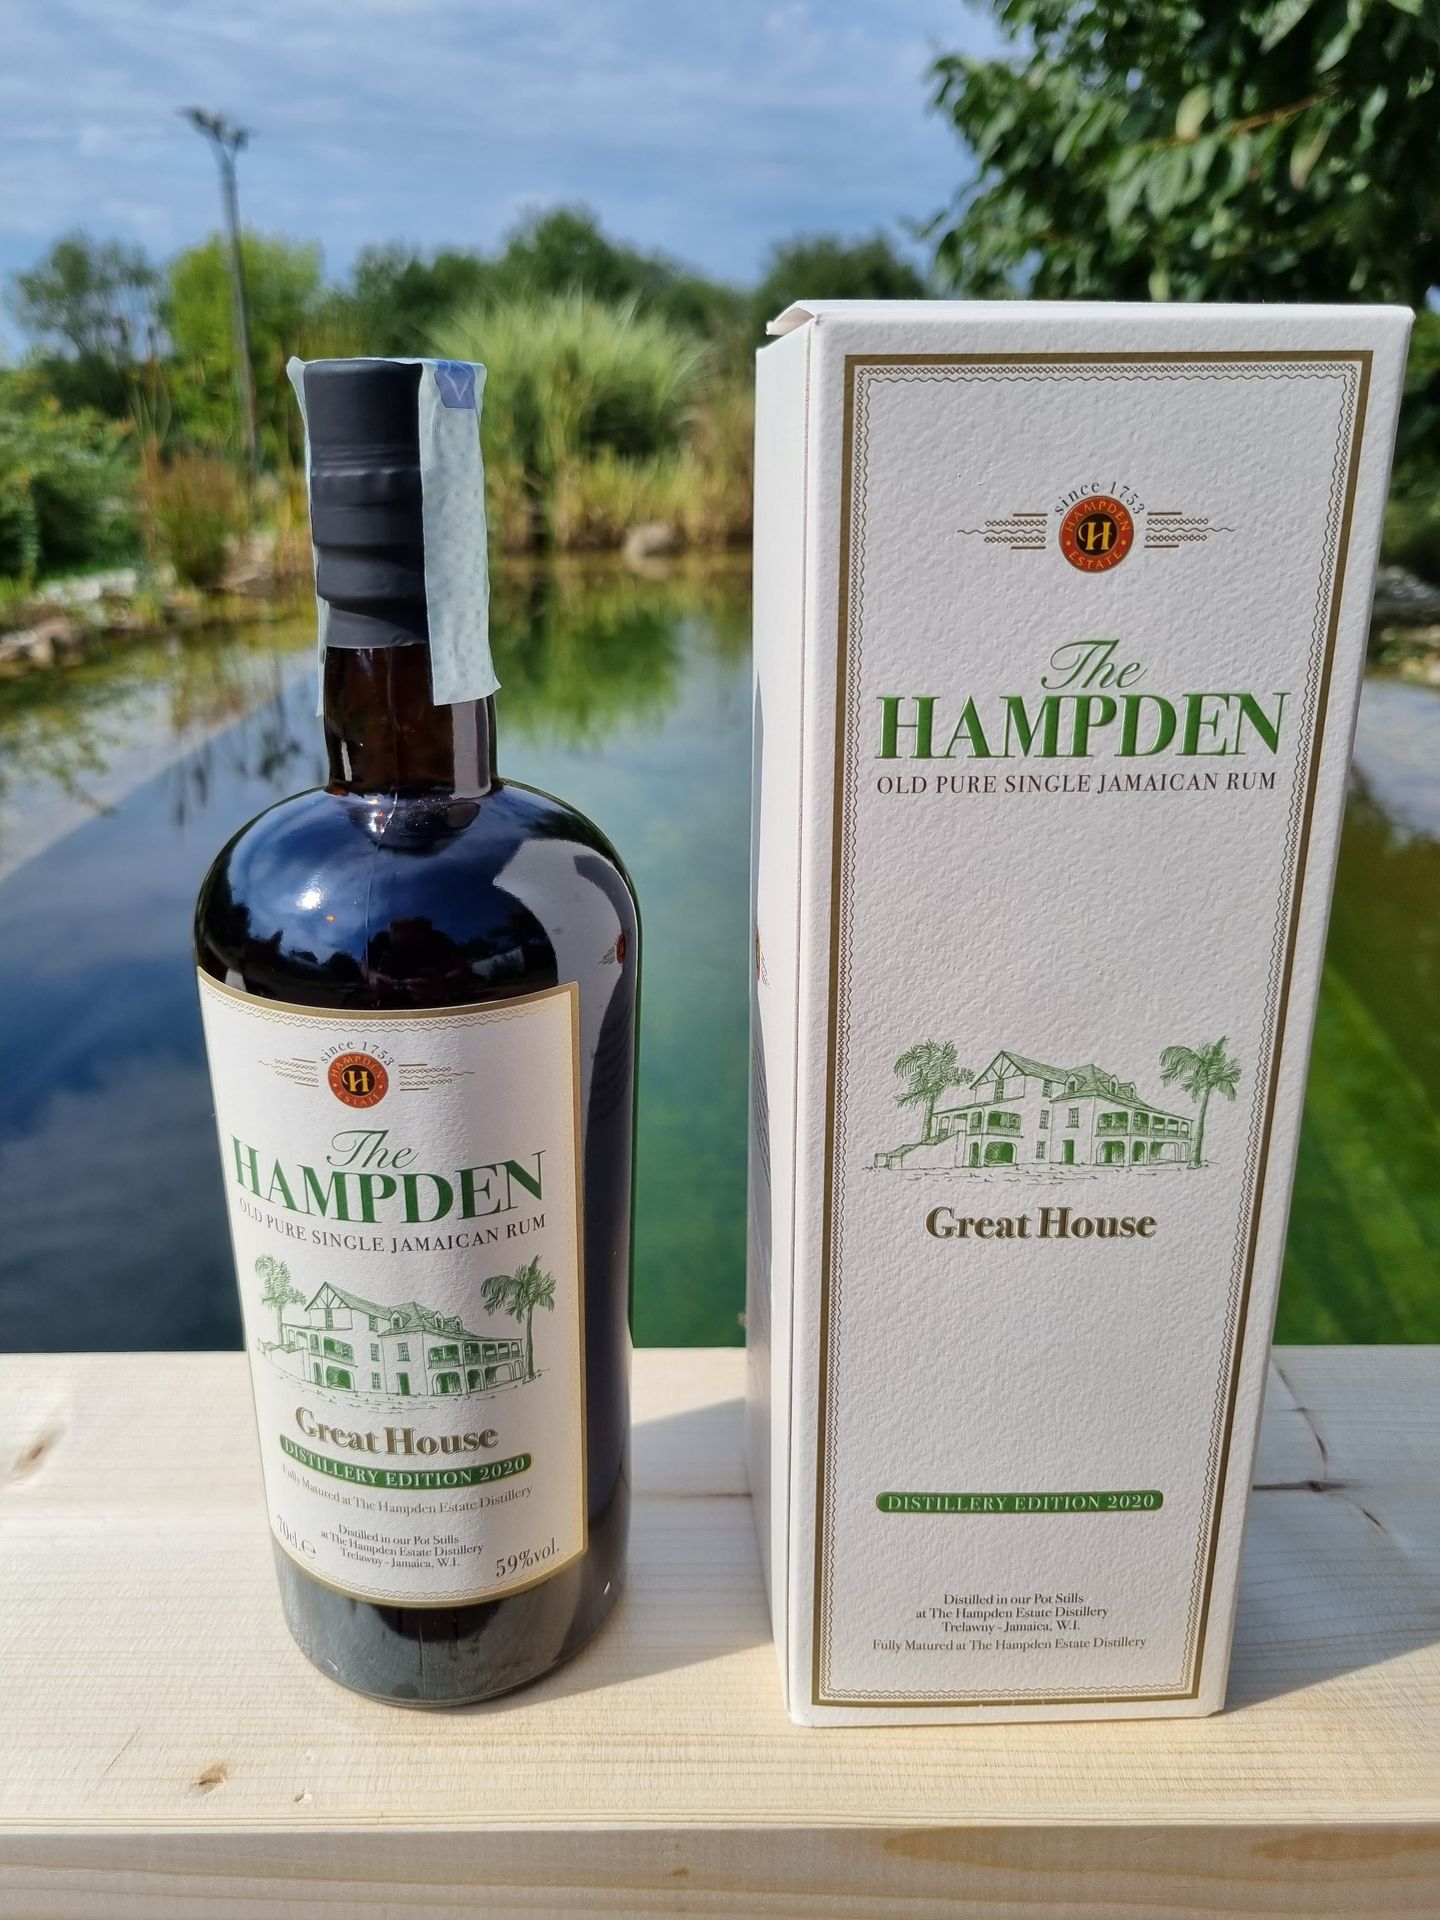 since 1753
HAMPDEN
H
ESTATE
The
HAMPDEN
OLD PURE SINGLE JAMAICAN RUM
Great House
DISTILLERY EDITION 2020
Fully Matured at The Hampden Estate Distillery
Distilled in our Pot Stills
at The Hampden Estate Distillery
Trelawny - Jamaica, W.I.
70cl. ℮
59%vol.
since 1753
HAMPDEN
H
ESTATE
The
HAMPDEN
OLD PURE SINGLE JAMAICAN RUM
Great House
DISTILLERY EDITION 2020
Distilled in our Pot Stills
at The Hampden Estate Distillery
Trelawny - Jamaica, W.I.
Fully Matured at The Hampden Estate Distillery